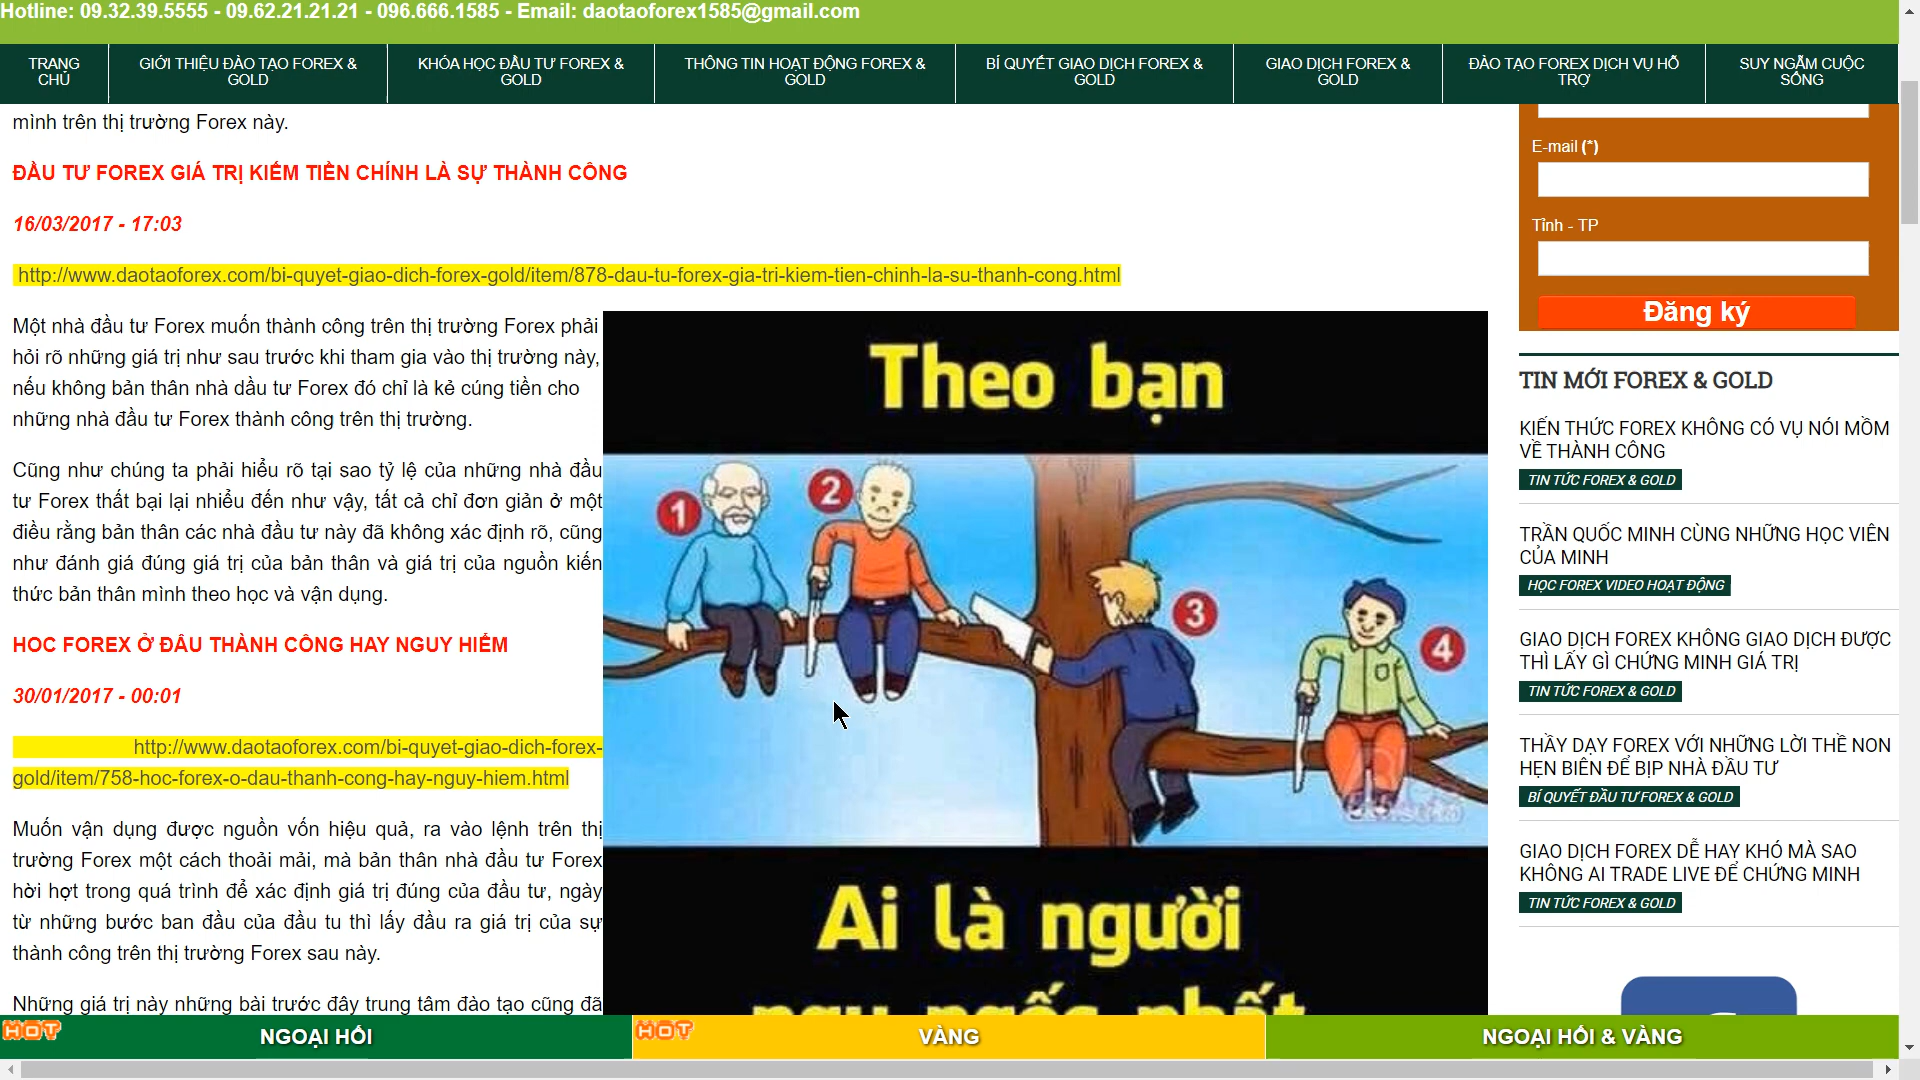 Hotline: 09.32.39.5555 - 09.62.21.21.21 - 096.666.1585 - Email: daotaoforex1585@gmail.com
TRANG CHỦ
GIỚI THIỆU ĐÀO TẠO FOREX & GOLD
KHÓA HỌC ĐẦU TƯ FOREX & GOLD
THÔNG TIN HOẠT ĐỘNG FOREX & GOLD
BÍ QUYẾT GIAO DỊCH FOREX & GOLD
GIAO DỊCH FOREX & GOLD
ĐÀO TẠO FOREX DỊCH VỤ HỖ TRỢ
SUY NGẪM CUỘC SỐNG
mình trên thị trường Forex này.
ĐẦU TƯ FOREX GIÁ TRỊ KIẾM TIỀN CHÍNH LÀ SỰ THÀNH CÔNG
16/03/2017 - 17:03
http://www.daotaoforex.com/bi-quyet-giao-dich-forex-gold/item/878-dau-tu-forex-gia-tri-kiem-tien-chinh-la-su-thanh-cong.html
Một nhà đầu tư Forex muốn thành công trên thị trường Forex phải
hỏi rõ những giá trị như sau trước khi tham gia vào thị trường này,
nếu không bản thân nhà dầu tư Forex đó chỉ là kẻ cúng tiền cho
những nhà đầu tư Forex thành công trên thị trường.
Cũng như chúng ta phải hiểu rõ tại sao tỷ lệ của những nhà đầu
tư Forex thất bại lại nhiều đến như vậy, tất cả chỉ đơn giản ở một
điều rằng bản thân các nhà đầu tư này đã không xác định rõ, cũng
như đánh giá đúng giá trị của bản thân và giá trị của nguồn kiến
thức bản thân mình theo học và vận dụng.
HOC FOREX Ở ĐÂU THÀNH CÔNG HAY NGUY HIỂM
30/01/2017 - 00:01
http://www.daotaoforex.com/bi-quyet-giao-dich-forex-
gold/item/758-hoc-forex-o-dau-thanh-cong-hay-nguy-hiem.html
Muốn vận dụng được nguồn vốn hiệu quả, ra vào lệnh trên thị
trường Forex một cách thoải mái, mà bản thân nhà đầu tư Forex
hời hợt trong quá trình để xác định giá trị đúng của đầu tư, ngày
từ những bước ban đầu của đầu tu thì lấy đầu ra giá trị của sự
thành công trên thị trường Forex sau này.
Những giá trị này những bài trước đây trung tâm đào tạo cũng đã
Theo bạn
1
2
3
4
Ai là người
ngu ngốc nhất
E-mail (*)
Tỉnh - TP
Đăng ký
TIN MỚI FOREX & GOLD
KIẾN THỨC FOREX KHÔNG CÓ VỤ NÓI MỒM
VỀ THÀNH CÔNG
TIN TỨC FOREX & GOLD
TRẦN QUỐC MINH CÙNG NHỮNG HỌC VIÊN
CỦA MINH
HỌC FOREX VIDEO HOẠT ĐỘNG
GIAO DỊCH FOREX KHÔNG GIAO DỊCH ĐƯỢC
THÌ LẤY GÌ CHỨNG MINH GIÁ TRỊ
TIN TỨC FOREX & GOLD
THẦY DẠY FOREX VỚI NHỮNG LỜI THỀ NON
HẸN BIỂN ĐỂ BỊP NHÀ ĐẦU TƯ
BÍ QUYẾT ĐẦU TƯ FOREX & GOLD
GIAO DỊCH FOREX DỄ HAY KHÓ MÀ SAO
KHÔNG AI TRADE LIVE ĐỂ CHỨNG MINH
TIN TỨC FOREX & GOLD
HOT
NGOẠI HỐI
HOT
VÀNG
NGOẠI HỐI & VÀNG